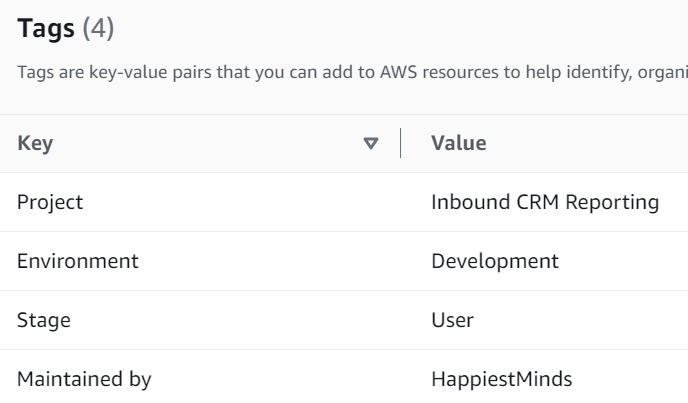 Tags (4)
Tags are key-value pairs that you can add to AWS resources to help identify, organi
Key Value
Project Inbound CRM Reporting
Environment Development
Stage User
Maintained by HappiestMinds